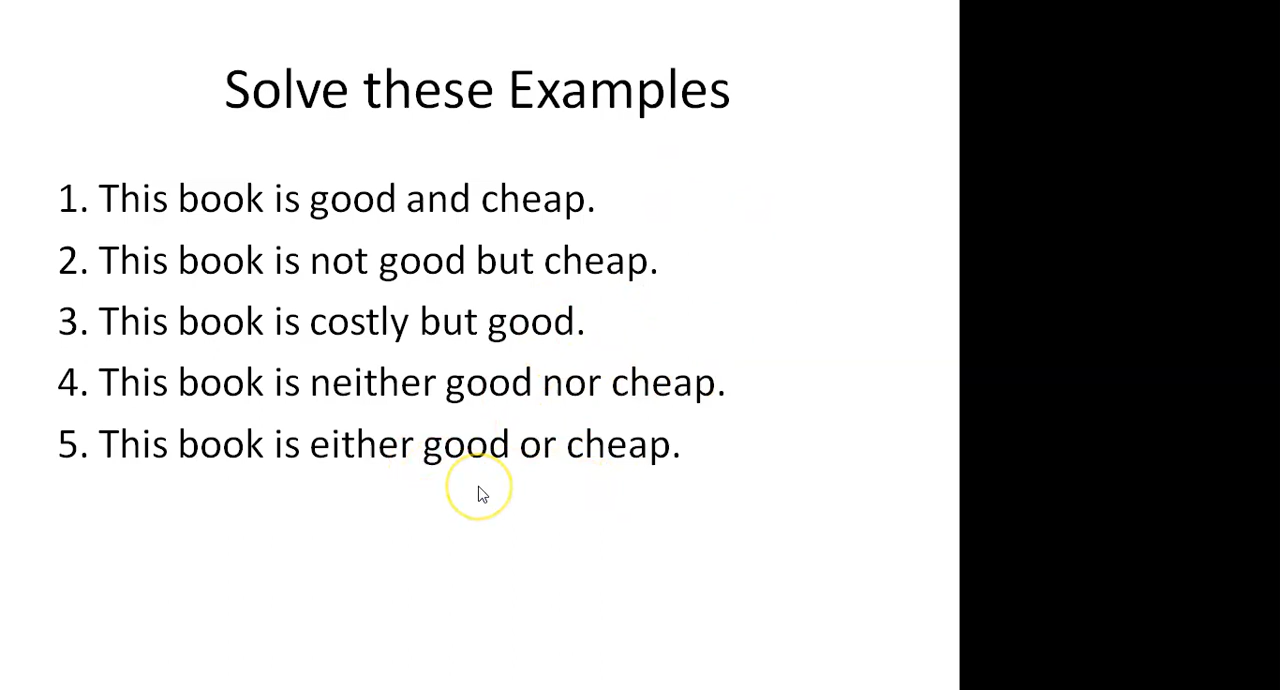 Solve these Examples
1. This book is good and cheap.
2. This book is not good but cheap.
3. This book is costly but good.
4. This book is neither good nor cheap.
5. This book is either good or cheap.